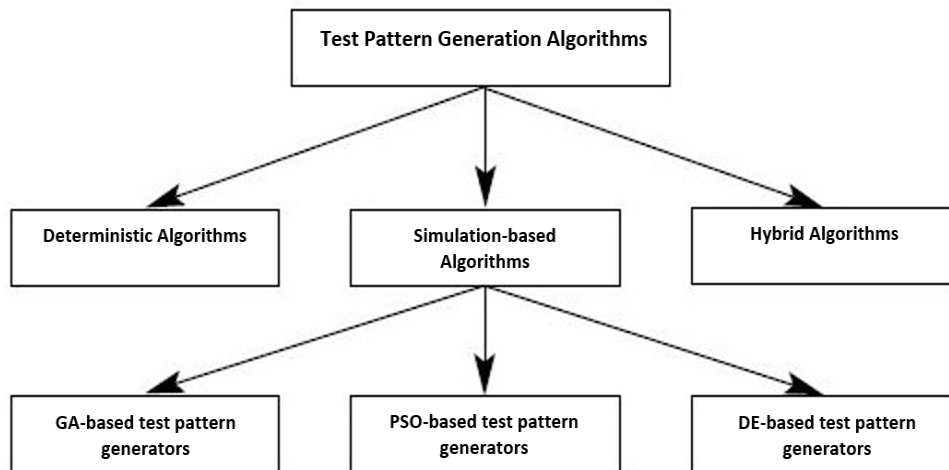 Test Pattern Generation Algorithms
Deterministic Algorithms
Simulation-based
Algorithms
Hybrid Algorithms
GA-based test pattern
generators
PSO-based test pattern
generators
DE-based test pattern
generators